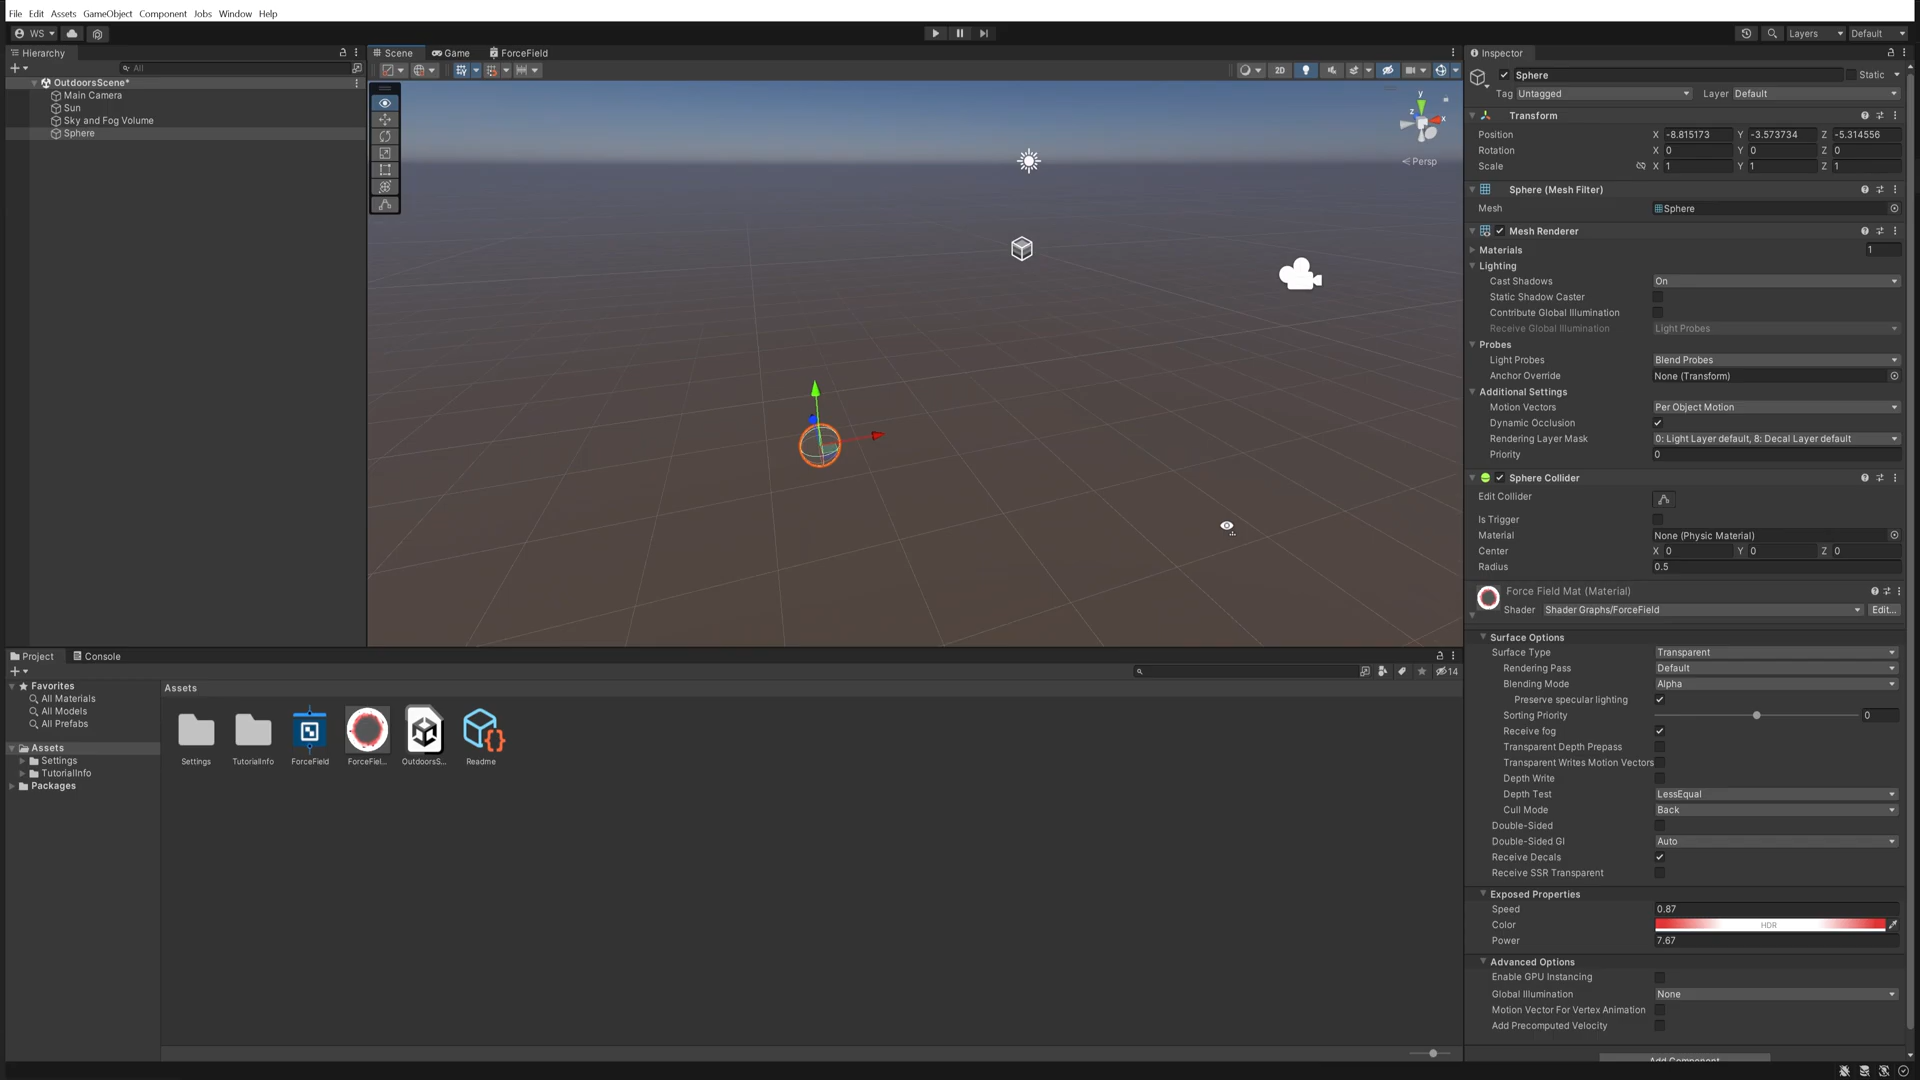 File Edit Assets GameObject Component Jobs Window Help
WS
Layers
Default
Hierarchy
All
OutdoorsScene*
Main Camera
Sun
Sky and Fog Volume
Sphere
Scene
Game
ForceField
2D
y
z
x
Persp
Inspector
Sphere
Static
Tag Untagged
Layer Default
Transform
Position X -8.815173 Y -3.573734 Z -5.314556
Rotation X 0 Y 0 Z 0
Scale X 1 Y 1 Z 1
Sphere (Mesh Filter)
Mesh Sphere
Mesh Renderer
Materials 1
Lighting
Cast Shadows On
Static Shadow Caster
Contribute Global Illumination
Receive Global Illumination Light Probes
Probes
Light Probes Blend Probes
Anchor Override None (Transform)
Additional Settings
Motion Vectors Per Object Motion
Dynamic Occlusion
Rendering Layer Mask 0: Light Layer default, 8: Decal Layer default
Priority 0
Sphere Collider
Edit Collider
Is Trigger
Material None (Physic Material)
Center X 0 Y 0 Z 0
Radius 0.5
Force Field Mat (Material)
Shader Shader Graphs/ForceField Edit...
Surface Options
Surface Type Transparent
Rendering Pass Default
Blending Mode Alpha
Preserve specular lighting
Sorting Priority 0
Receive fog
Transparent Depth Prepass
Transparent Writes Motion Vectors
Depth Write
Depth Test LessEqual
Cull Mode Back
Double-Sided
Double-Sided GI Auto
Receive Decals
Receive SSR Transparent
Exposed Properties
Speed 0.87
Color HDR
Power 7.67
Advanced Options
Enable GPU Instancing
Global Illumination None
Motion Vector For Vertex Animation
Add Precomputed Velocity
Add Component
Project
Console
14
Favorites
All Materials
All Models
All Prefabs
Assets
Settings
TutorialInfo
Packages
Assets
Settings
TutorialInfo
ForceField
ForceFiel...
OutdoorsS...
Readme